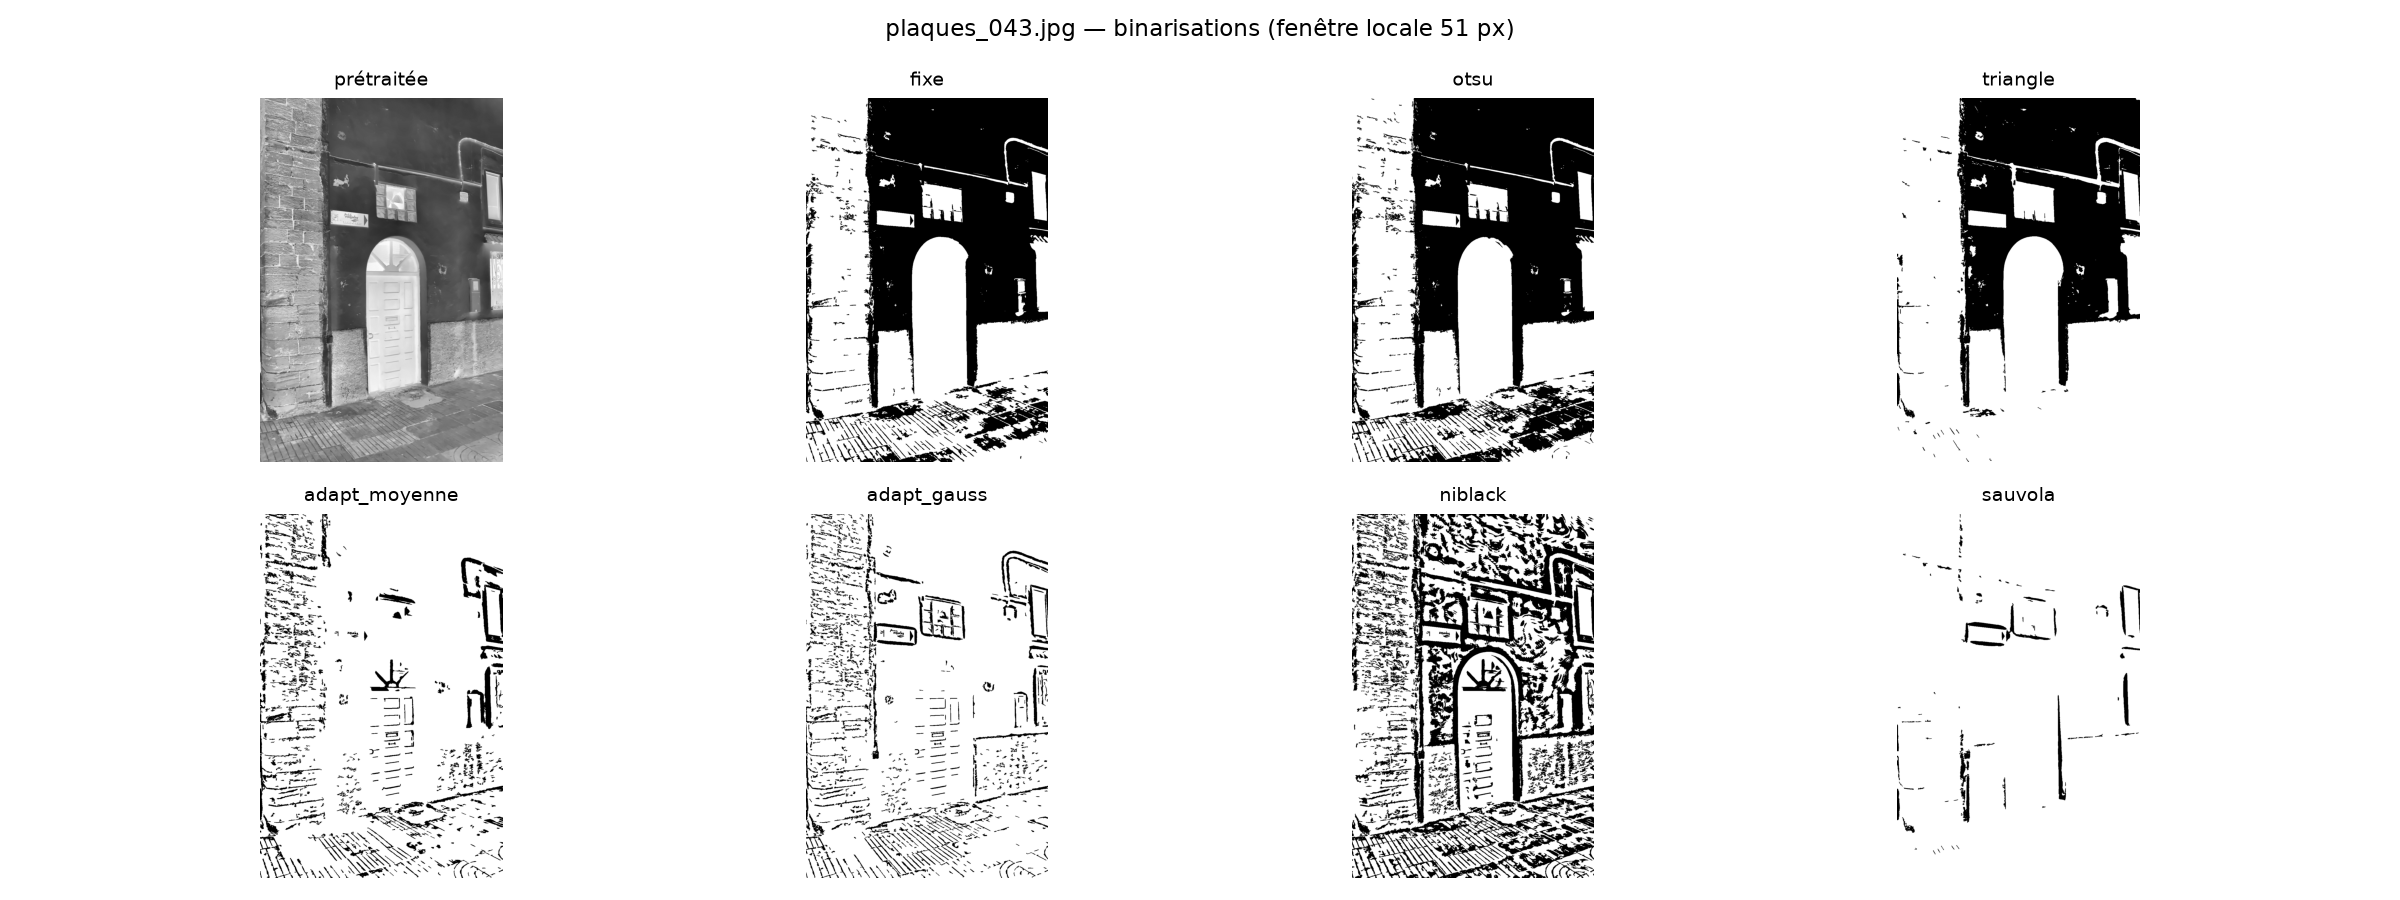 plaques_043.jpg — binarisations (fenêtre locale 51 px)
prétraitée
fixe
otsu
triangle
adapt_moyenne
adapt_gauss
niblack
sauvola